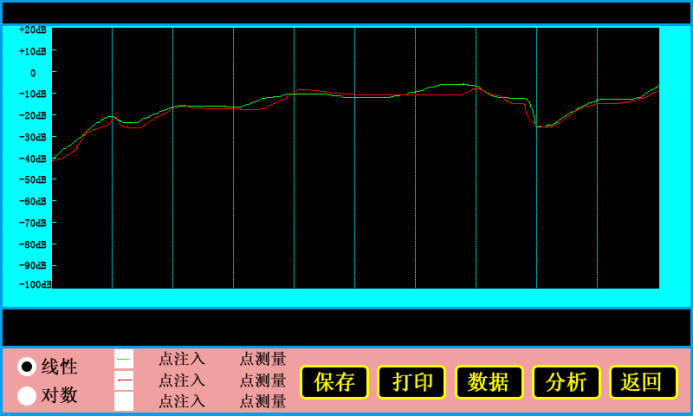 +20dB
+10dB
0
-10dB
-20dB
-30dB
-40dB
-50dB
-60dB
-70dB
-80dB
-90dB
-100dB
线性
对数
点注入 点测量
点注入 点测量
点注入 点测量
保存 打印 数据 分析 返回